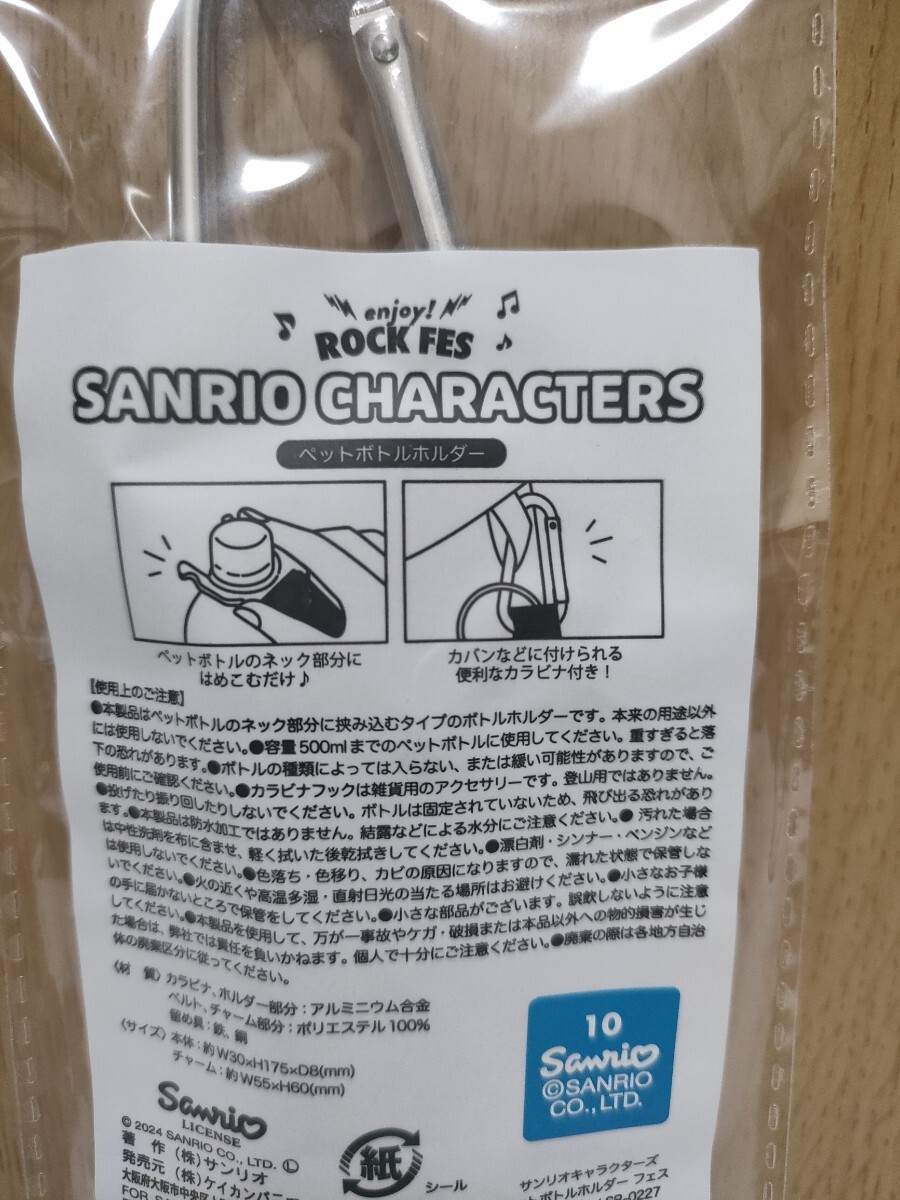 enjoy!
ROCK FES
SANRIO CHARACTERS
ペットボトルホルダー
ペットボトルのネック部分に
はめこむだけ♪
カバンなどに付けられる
便利なカラビナ付き!
【使用上のご注意】
●本製品はペットボトルのネック部分に挟み込むタイプのボトルホルダーです。本来の用途以外
には使用しないでください。●容量500mlまでのペットボトルに使用してください。重すぎると落
下の恐れがあります。●ボトルの種類によっては入らない、または緩い可能性がありますので、ご
使用前にご確認ください。●カラビナフックは雑貨用のアクセサリーです。登山用ではありません。
●投げたり振り回したりしないでください。ボトルは固定されていないため、飛び出る恐れがあり
ます。●本製品は防水加工ではありません。結露などによる水分にご注意ください。●汚れた場合
は中性洗剤を布に含ませ、軽く拭いた後乾拭きしてください。●漂白剤・シンナー・ベンジンなど
は使用しないでください。●色落ち・色移り、カビの原因になりますので、濡れた状態で保管しな
いでください。●火の近くや高温多湿・直射日光の当たる場所はお避けください。●小さなお子様
の手に届かないところで保管をしてください。●小さな部品がございます。誤飲しないように注意
してください。●本製品を使用して、万が一事故やケガ・破損または本品以外への物的損害が生じ
た場合は、弊社では責任を負いかねます。個人で十分にご注意ください。●廃棄の際は各地方自治
体の廃棄区分に従ってください。
〈材 質〉カラビナ、ホルダー部分:アルミニウム合金
ベルト、チャーム部分:ポリエステル100%
留め具:鉄、銅
〈サイズ〉本体:約W30×H175×D8(mm)
チャーム:約W55×H60(mm)
10
Sanrio
©SANRIO
CO.,LTD.
Sanrio
LICENSE
© 2024 SANRIO CO., LTD. Ⓛ
著 作 (株)サンリオ
発売元 (株)ケイカンパニー
大阪府大阪市中央区
紙
シール
サンリオキャラクターズ
トボトルホルダー フェス
SR-0227